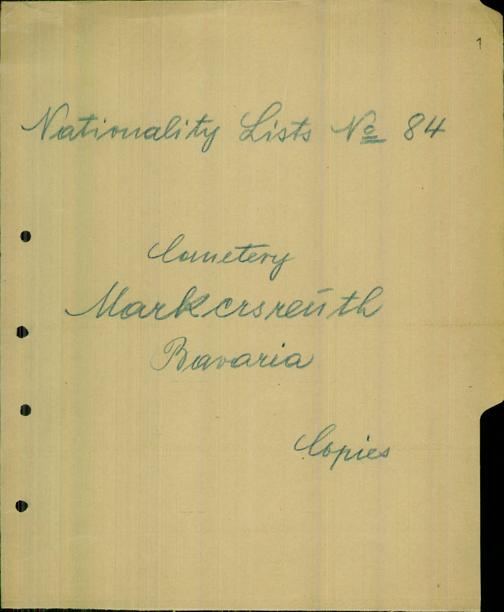 1
Nationality Lists No 84
Cemetery
Markersreuth
Bavaria
Copies